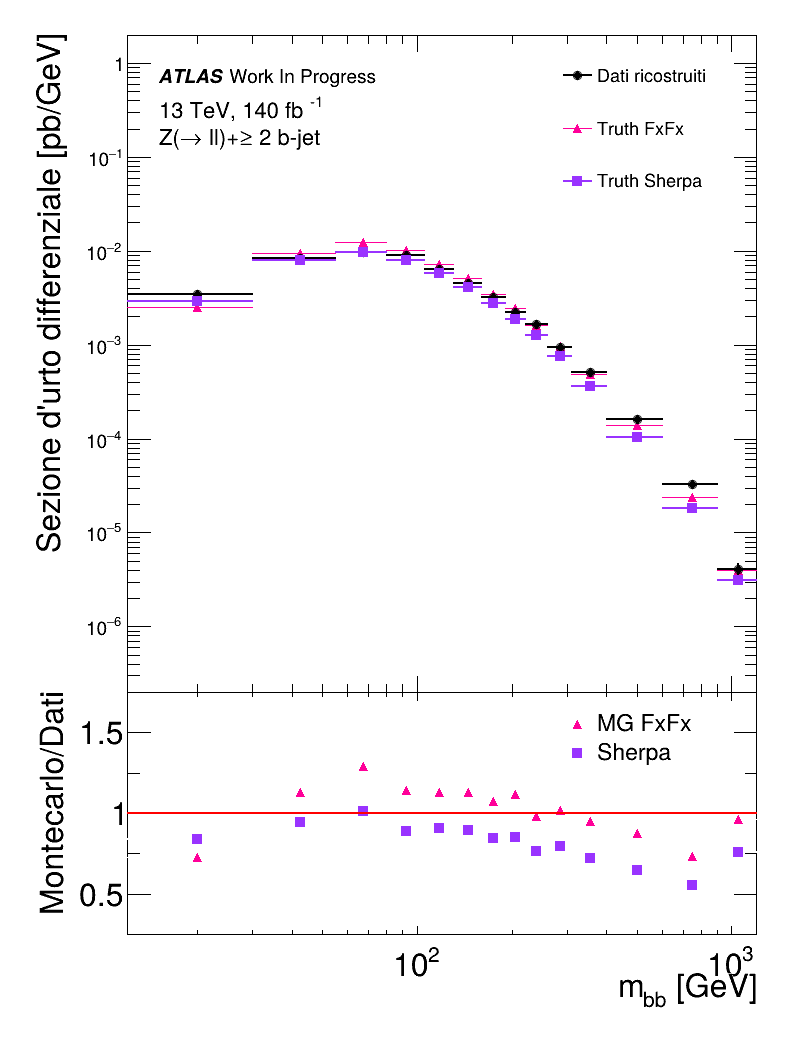 Sezione d'urto differenziale [pb/GeV]
1
10⁻¹
10⁻²
10⁻³
10⁻⁴
10⁻⁵
10⁻⁶
ATLAS Work In Progress
13 TeV, 140 fb⁻¹
Z(→ ll)+≥ 2 b-jet
Dati ricostruiti
Truth FxFx
Truth Sherpa
Montecarlo/Dati
1.5
1
0.5
MG FxFx
Sherpa
10²
10³
m_bb [GeV]